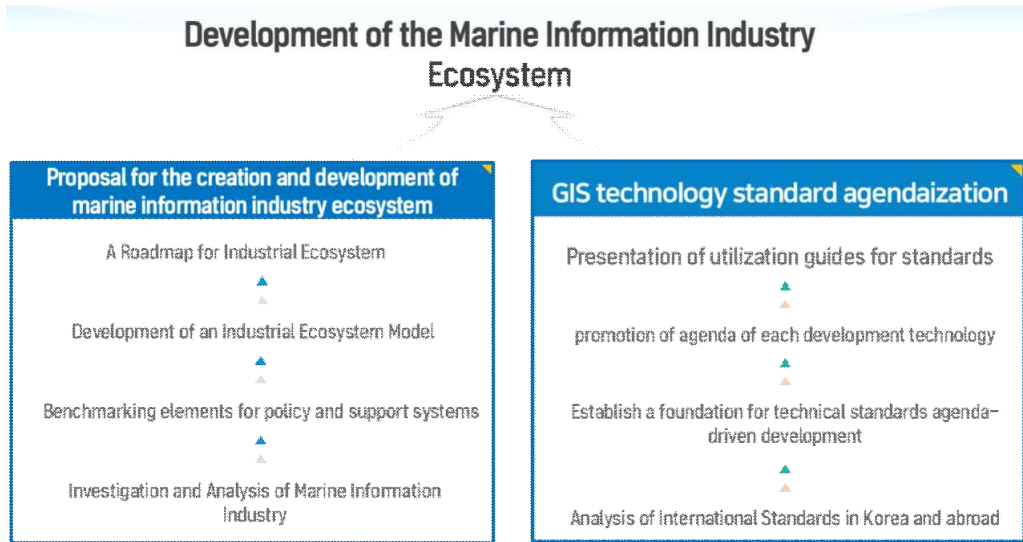 Development of the Marine Information Industry
Ecosystem
Proposal for the creation and development of
marine information industry ecosystem
A Roadmap for Industrial Ecosystem
Development of an Industrial Ecosystem Model
Benchmarking elements for policy and support systems
Investigation and Analysis of Marine Information
Industry
GIS technology standard agendaization
Presentation of utilization guides for standards
promotion of agenda of each development technology
Establish a foundation for technical standards agenda-
driven development
Analysis of International Standards in Korea and abroad